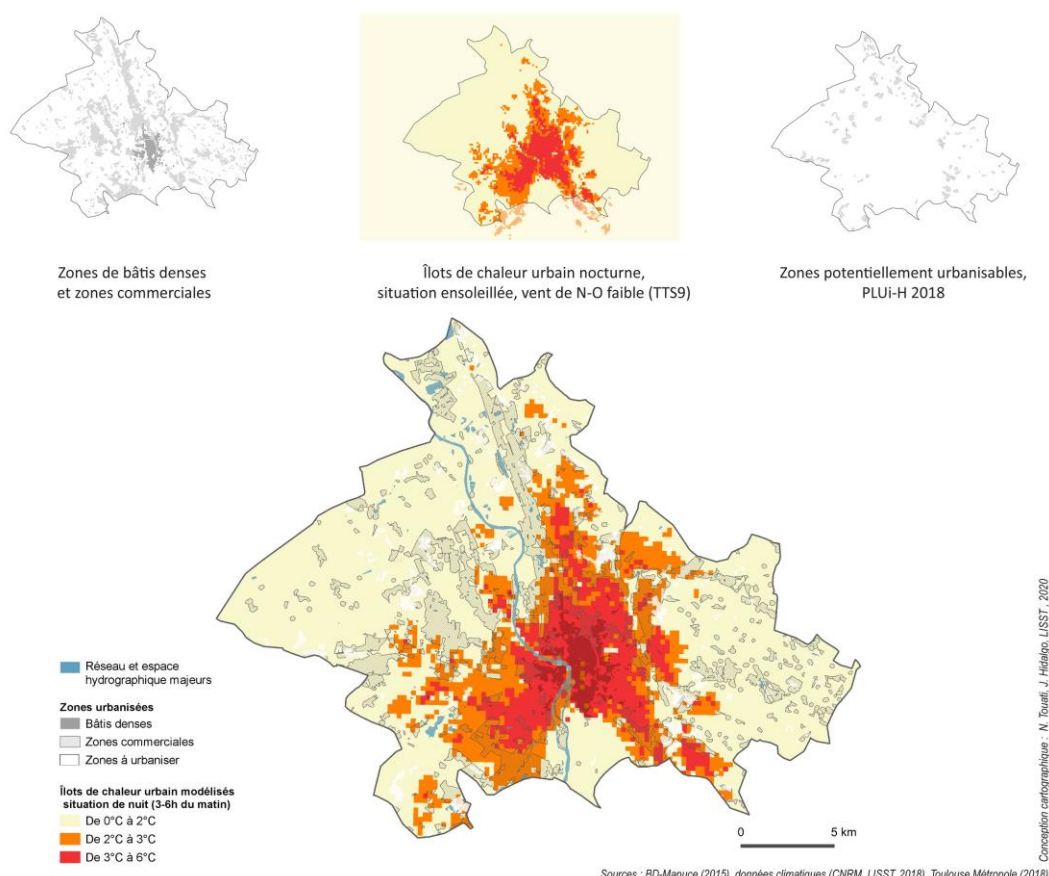 Zones de bâtis denses
et zones commerciales
Îlots de chaleur urbain nocturne,
situation ensoleillée, vent de N-O faible (TTS9)
Zones potentiellement urbanisables,
PLUi-H 2018
Réseau et espace
hydrographique majeurs
Zones urbanisées
Bâtis denses
Zones commerciales
Zones à urbaniser
Îlots de chaleur urbain modélisés
situation de nuit (3-6h du matin)
De 0°C à 2°C
De 2°C à 3°C
De 3°C à 6°C
0 5 km
Conception cartographique : N. Touati, J. Hidalgo, LISST, 2020
Sources : BD-Mapuce (2015), données climatiques (CNRM, LISST, 2018), Toulouse Métropole (2018)